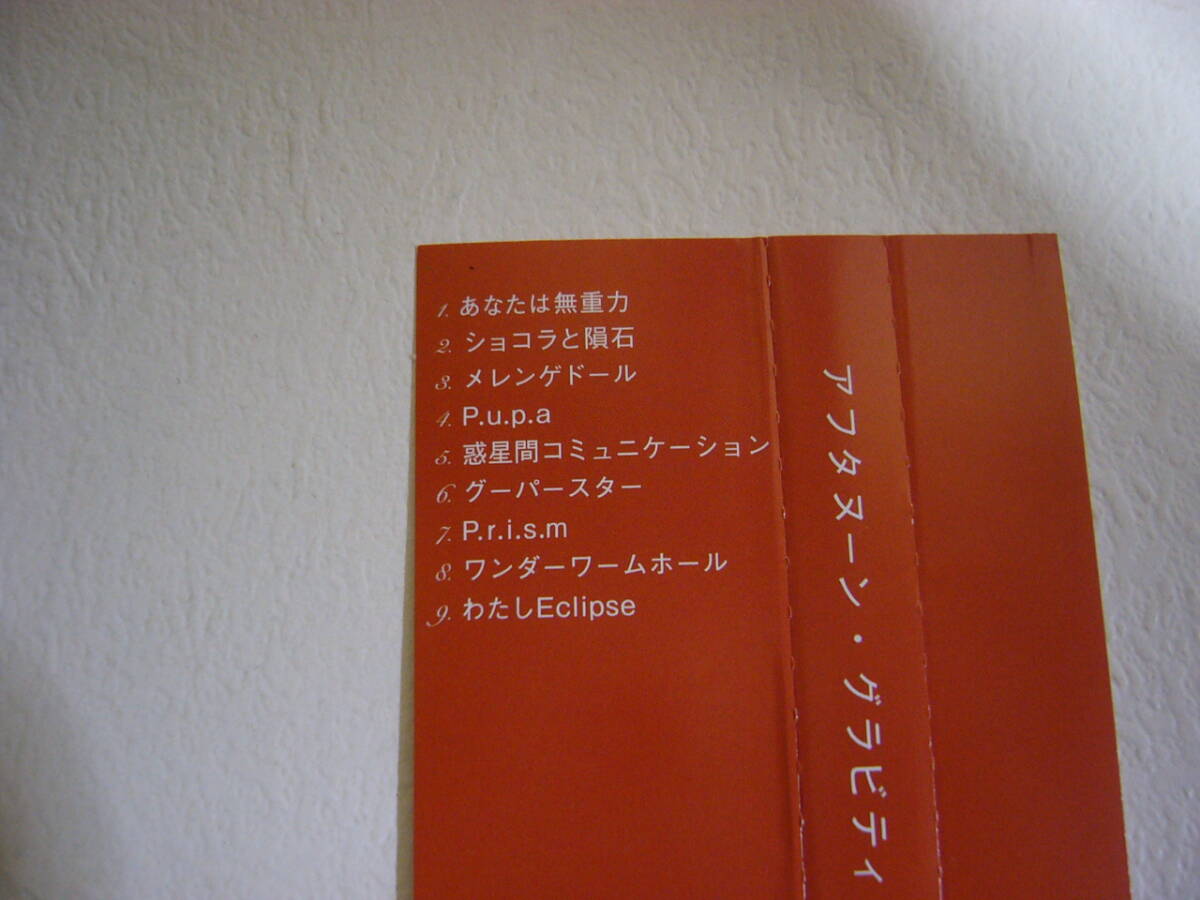 1. あなたは無重力
2. ショコラと隕石
3. メレンゲドール
4. P.u.p.a
5. 惑星間コミュニケーション
6. グーパースター
7. P.r.i.s.m
8. ワンダーワームホール
9. わたしEclipse
アフタヌーン・グラビティ